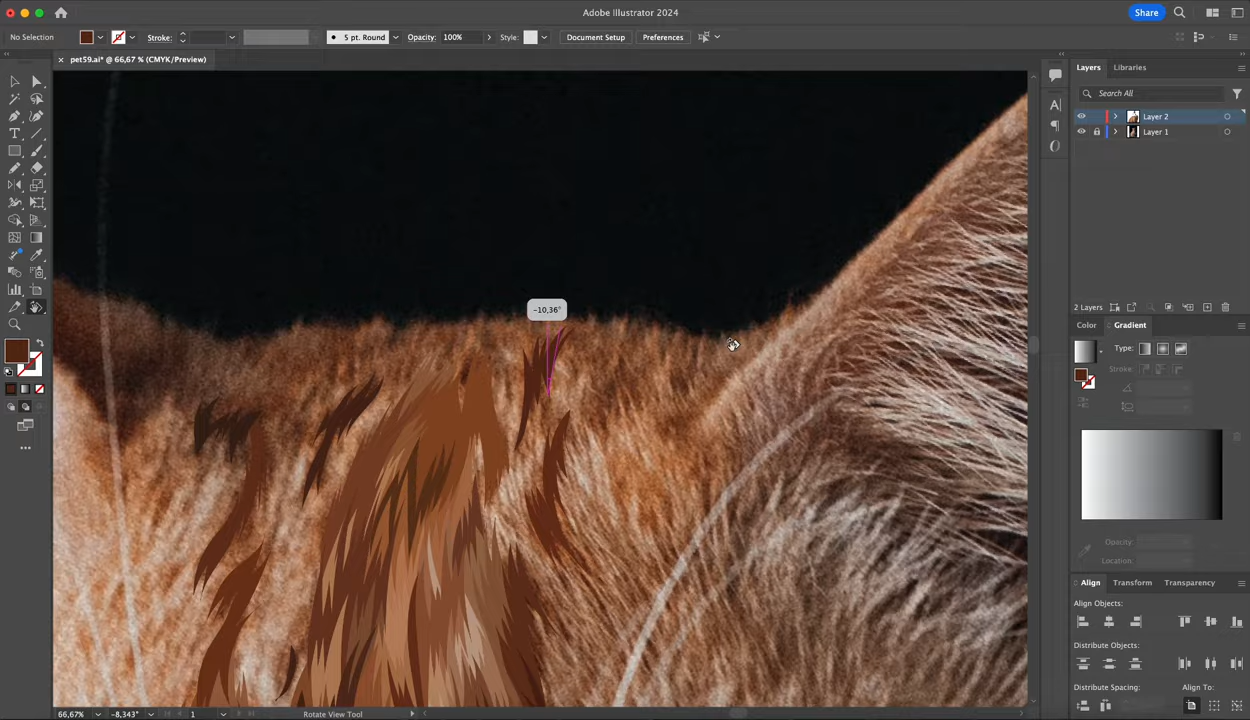 Adobe Illustrator 2024
Share
No Selection
Stroke:
5 pt. Round
Opacity:
100%
Style:
Document Setup
Preferences
pet59.ai* @ 66,67 % (CMYK/Preview)
Layers
Libraries
Search All
Layer 2
Layer 1
−10,36°
2 Layers
Color
Gradient
Type:
Stroke:
Opacity:
Location:
Align
Transform
Transparency
Align Objects:
Distribute Objects:
Distribute Spacing:
Align To:
66,67%
-8,343°
1
Rotate View Tool